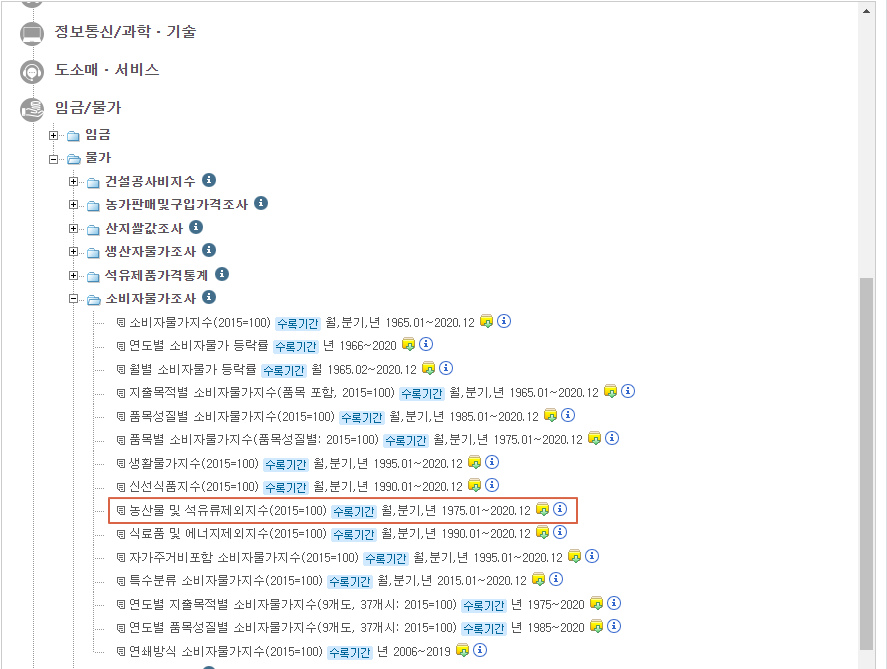 정보통신/과학 · 기술
도소매 · 서비스
임금/물가
임금
물가
건설공사비지수
농가판매및구입가격조사
산지쌀값조사
생산자물가조사
석유제품가격통계
소비자물가조사
소비자물가지수(2015=100) 수록기간 월,분기,년 1965.01~2020.12
연도별 소비자물가 등락률 수록기간 년 1966~2020
월별 소비자물가 등락률 수록기간 월 1965.02~2020.12
지출목적별 소비자물가지수(품목 포함, 2015=100) 수록기간 월,분기,년 1965.01~2020.12
품목성질별 소비자물가지수(2015=100) 수록기간 월,분기,년 1985.01~2020.12
품목별 소비자물가지수(품목성질별: 2015=100) 수록기간 월,분기,년 1975.01~2020.12
생활물가지수(2015=100) 수록기간 월,분기,년 1995.01~2020.12
신선식품지수(2015=100) 수록기간 월,분기,년 1990.01~2020.12
농산물 및 석유류제외지수(2015=100) 수록기간 월,분기,년 1975.01~2020.12
식료품 및 에너지제외지수(2015=100) 수록기간 월,분기,년 1990.01~2020.12
자가주거비포함 소비자물가지수(2015=100) 수록기간 월,분기,년 1995.01~2020.12
특수분류 소비자물가지수(2015=100) 수록기간 월,분기,년 2015.01~2020.12
연도별 지출목적별 소비자물가지수(9개도, 37개시: 2015=100) 수록기간 년 1975~2020
연도별 품목성질별 소비자물가지수(9개도, 37개시: 2015=100) 수록기간 년 1985~2020
연쇄방식 소비자물가지수(2015=100) 수록기간 년 2006~2019